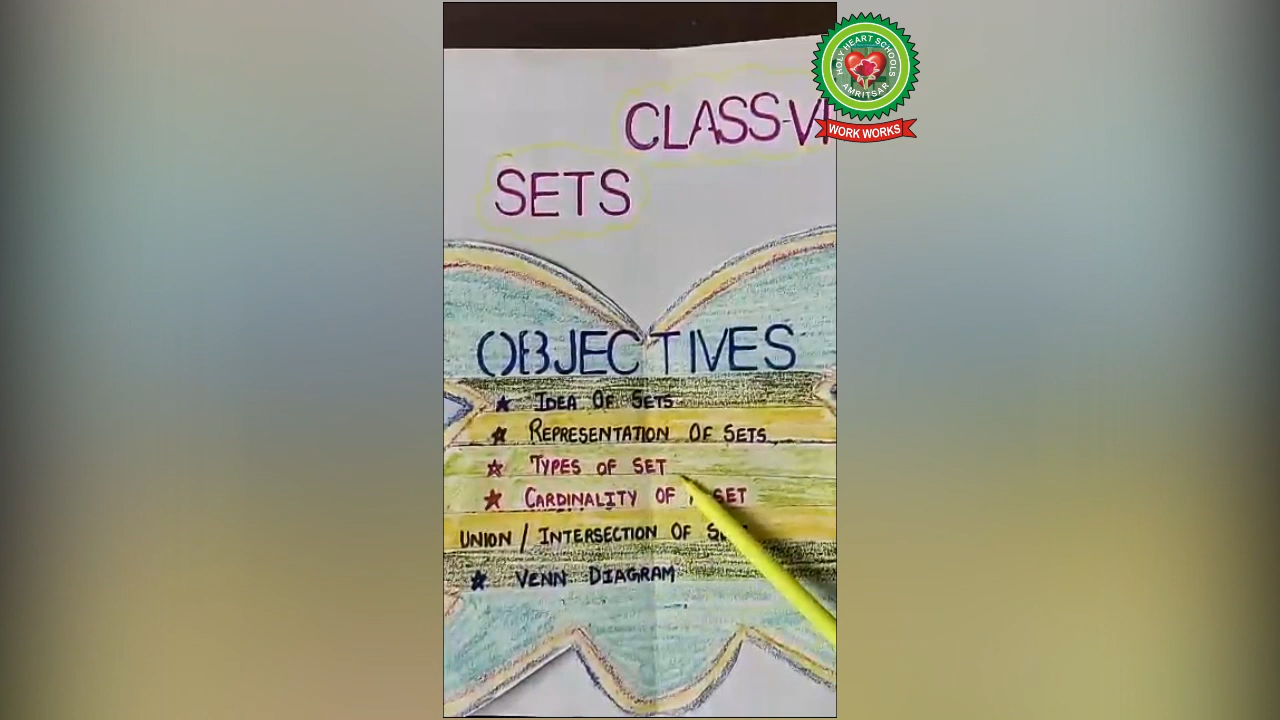 HOLY HEART SCHOOLS
AMRITSAR
WORK WORKS
CLASS-VI
SETS
OBJECTIVES
★ IDEA OF SETS
★ REPRESENTATION OF SETS
★ TYPES OF SET
★ CARDINALITY OF SET
UNION / INTERSECTION OF
★ VENN DIAGRAM